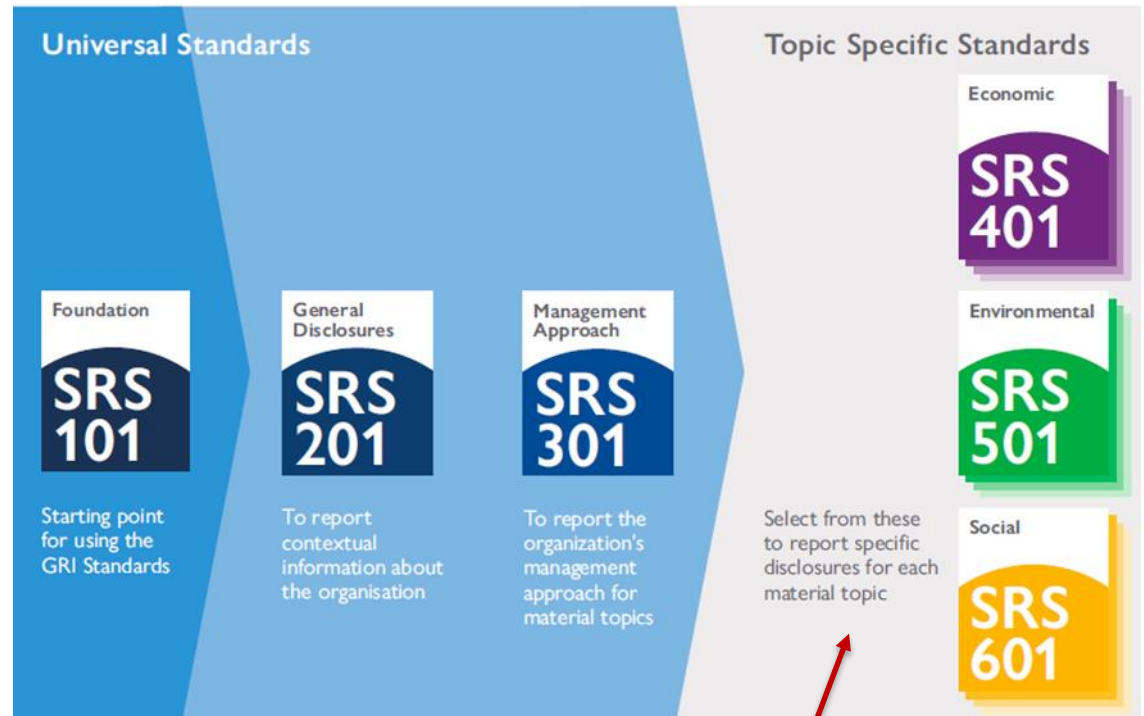 Universal Standards
Topic Specific Standards
Economic
SRS
401
Foundation
SRS
101
Starting point
for using the
GRI Standards
General
Disclosures
SRS
201
To report
contextual
information about
the organisation
Management
Approach
SRS
301
To report the
organization's
management
approach for
material topics
Select from these
to report specific
disclosures for each
material topic
Environmental
SRS
501
Social
SRS
601